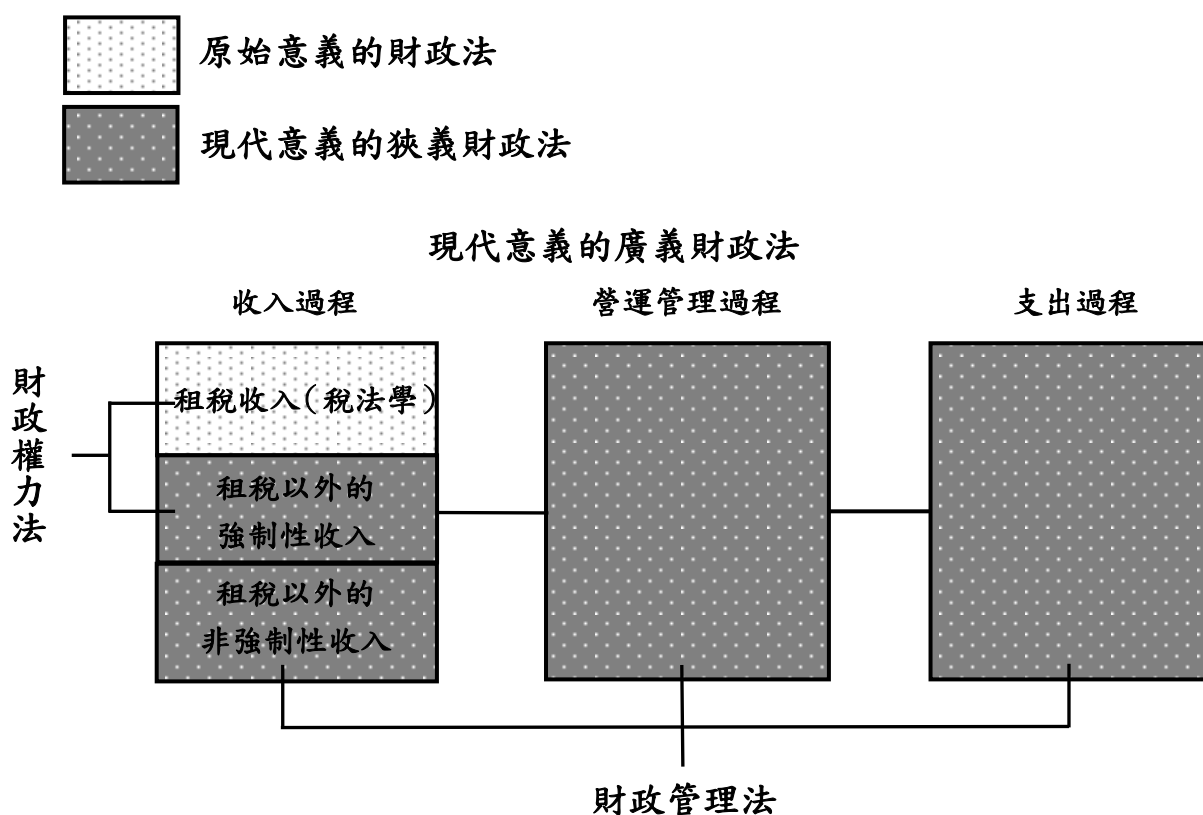 原始意義的財政法
現代意義的狹義財政法
現代意義的廣義財政法
收入過程
營運管理過程
支出過程
財政權力法
租稅收入(稅法學)
租稅以外的
強制性收入
租稅以外的
非強制性收入
財政管理法